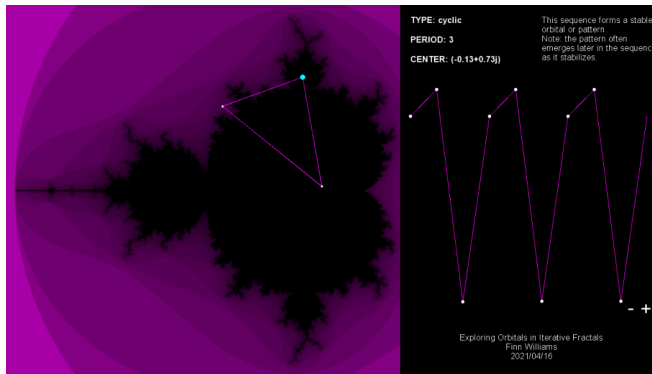 TYPE: cyclic
PERIOD: 3
CENTER: (-0.13+0.73j)
This sequence forms a stable
orbital or pattern
Note: the pattern often
emerges later in the sequenc
as it stabilizes.
- +
Exploring Orbitals in Iterative Fractals
Finn Williams
2021/04/16